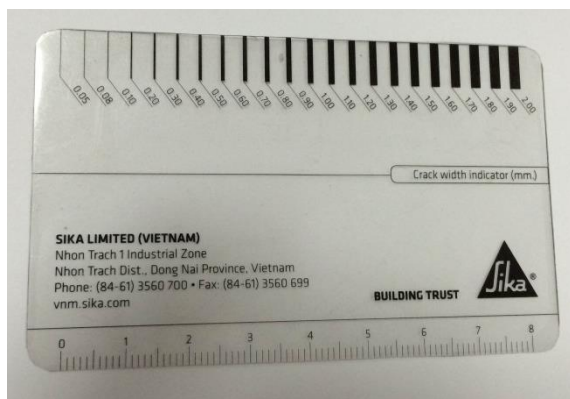 0.05 0.08 0.10 0.20 0.30 0.40 0.50 0.60 0.70 0.80 0.90 1.00 1.10 1.20 1.30 1.40 1.50 1.60 1.70 1.80 1.90 2.00
Crack width indicator (mm.)
SIKA LIMITED (VIETNAM)
Nhon Trach 1 Industrial Zone
Nhon Trach Dist., Dong Nai Province, Vietnam
Phone: (84-61) 3560 700 • Fax: (84-61) 3560 699
vnm.sika.com
BUILDING TRUST
Sika®
0 1 2 3 4 5 6 7 8